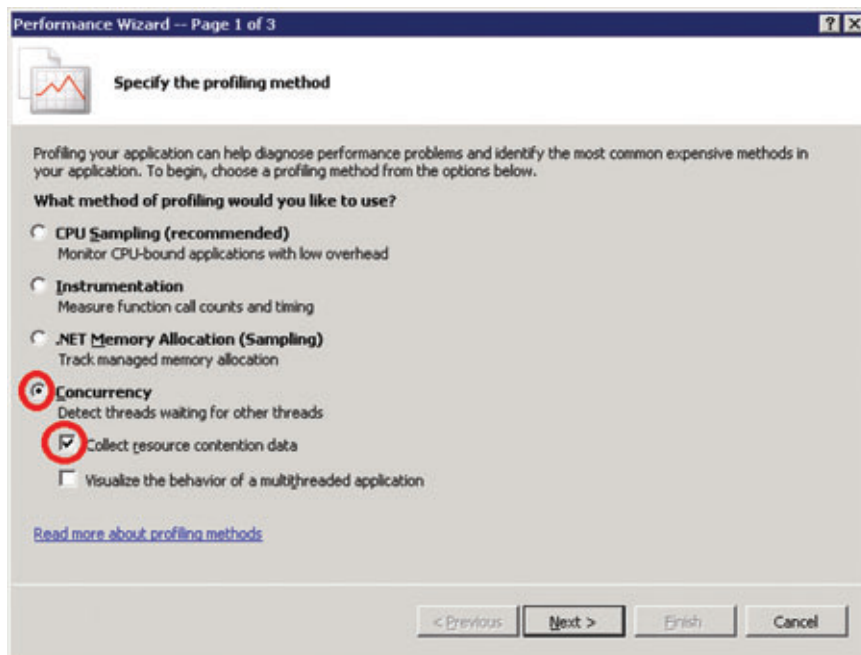 Performance Wizard -- Page 1 of 3
Specify the profiling method
Profiling your application can help diagnose performance problems and identify the most common expensive methods in
your application. To begin, choose a profiling method from the options below.
What method of profiling would you like to use?
CPU Sampling (recommended)
Monitor CPU-bound applications with low overhead
Instrumentation
Measure function call counts and timing
.NET Memory Allocation (Sampling)
Track managed memory allocation
Concurrency
Detect threads waiting for other threads
Collect resource contention data
Visualize the behavior of a multithreaded application
Read more about profiling methods
< Previous Next > Finish Cancel